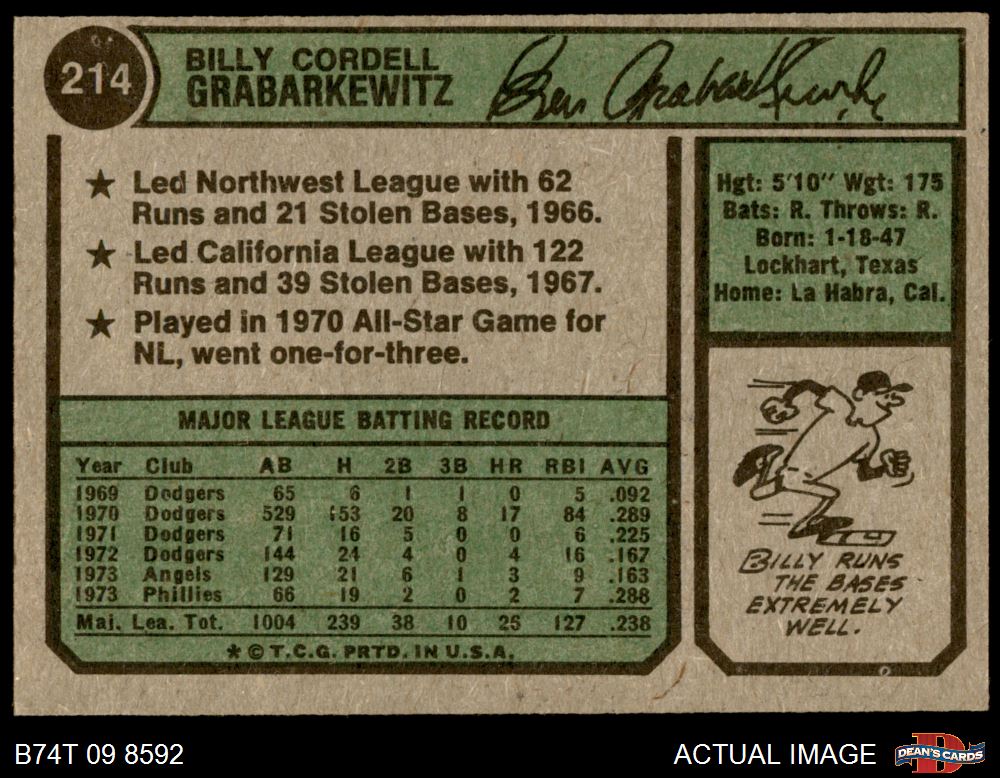 214
BILLY CORDELL
GRABARKEWITZ
★ Led Northwest League with 62
Runs and 21 Stolen Bases, 1966.
★ Led California League with 122
Runs and 39 Stolen Bases, 1967.
★ Played in 1970 All-Star Game for
NL, went one-for-three.
Hgt: 5'10" Wgt: 175
Bats: R. Throws: R.
Born: 1-18-47
Lockhart, Texas
Home: La Habra, Cal.
MAJOR LEAGUE BATTING RECORD
Year Club AB H 2B 3B HR RBI AVG
1969 Dodgers 65 6 1 1 0 5 .092
1970 Dodgers 529 153 20 8 17 84 .289
1971 Dodgers 71 16 5 0 0 6 .225
1972 Dodgers 144 24 4 0 4 16 .167
1973 Angels 129 21 6 1 3 9 .163
1973 Phillies 66 19 2 0 2 7 .288
Maj. Lea. Tot. 1004 239 38 10 26 127 .238
* © T.C.G. PRTD. IN U.S.A.
BILLY RUNS
THE BASES
EXTREMELY
WELL.
B74T 09 8592
ACTUAL IMAGE
DEAN'S CARDS